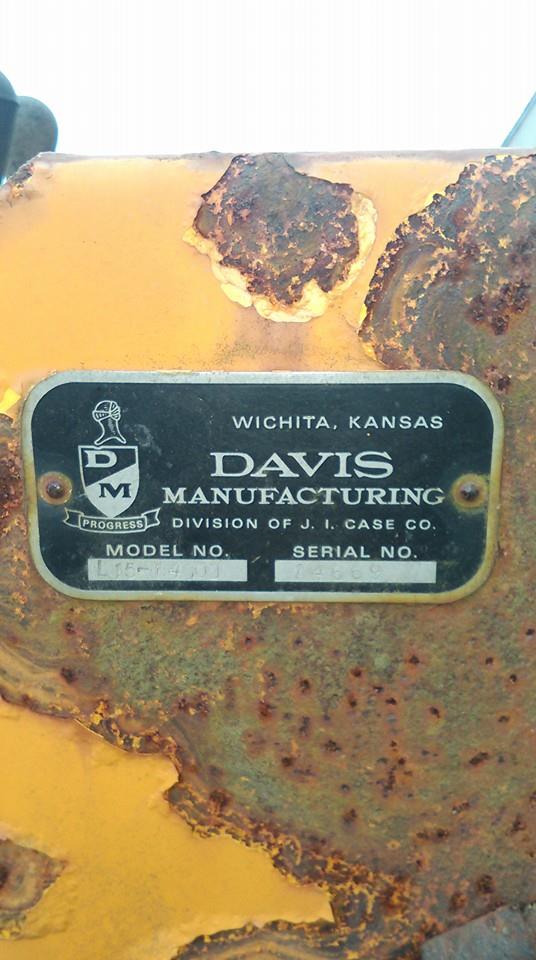 WICHITA, KANSAS
D
M
PROGRESS
DAVIS
MANUFACTURING
DIVISION OF J. I. CASE CO.
MODEL NO.
SERIAL NO.